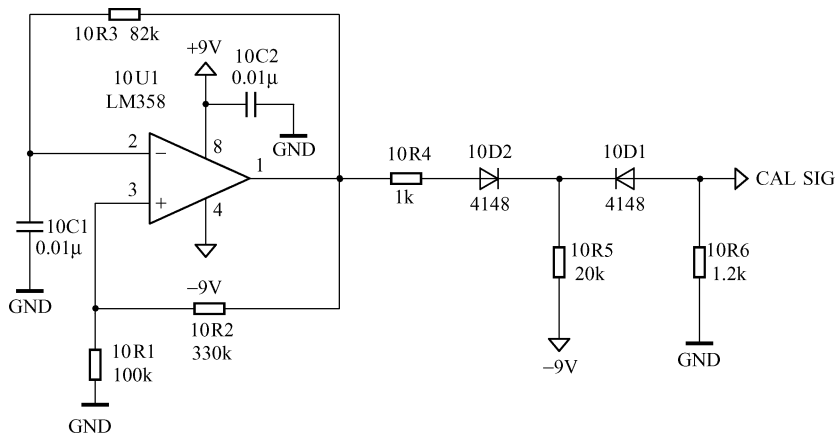 10R3 82k
+9V
10C2
0.01μ
10U1
LM358
GND
2
−
8
1
3
+
4
10C1
0.01μ
GND
10R4
1k
10D2
4148
10D1
4148
CAL SIG
10R5
20k
10R6
1.2k
−9V
10R2
330k
10R1
100k
GND
−9V
GND